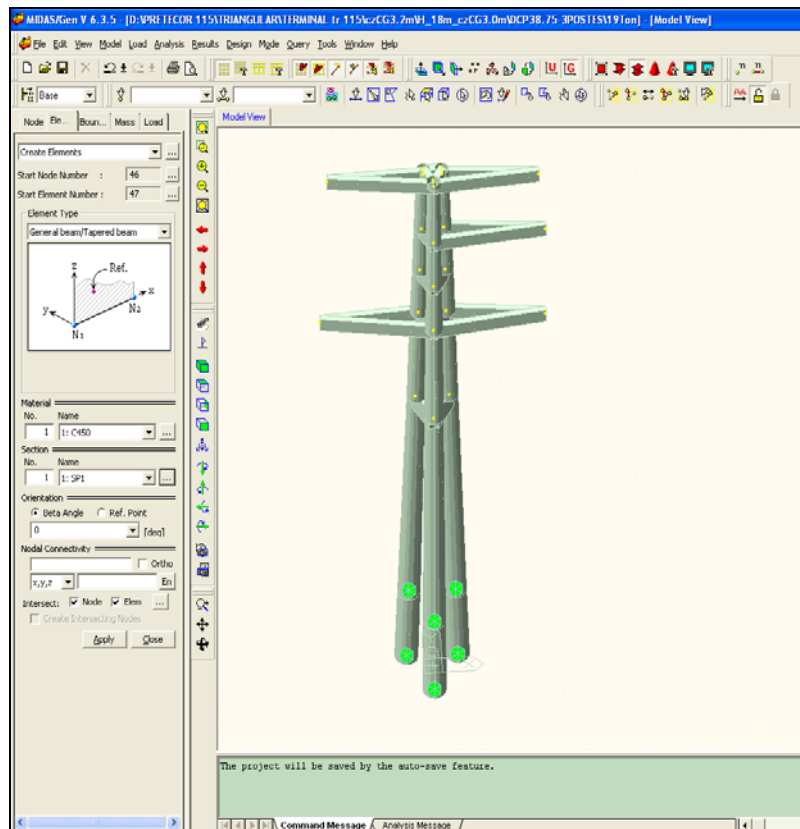 MIDAS/Gen V 6.3.5 - [D:\PRETECOR 115\TRIANGULAR\TERMINAL tr 115\czCG3.2m\H_18m_czCG3.0m\DCP38.75-3POSTES\19Ton] - [Model View]
File Edit View Model Load Analysis Results Design Mode Query Tools Window Help
Base
Node Ele... Boun... Mass Load
Model View
Create Elements
Start Node Number : 46
Start Element Number : 47
Element Type
General beam/Tapered beam
z Ref. x
y N1 N2
Material
No. Name
1 1: C450
Section
No. Name
1 1: SP1
Orientation
Beta Angle Ref. Point
0 [deg]
Nodal Connectivity
Ortho
x,y,z En
Intersect: Node Elem ...
Create Intersecting Nodes
Apply Close
The project will be saved by the auto-save feature.
Command Message Analysis Message